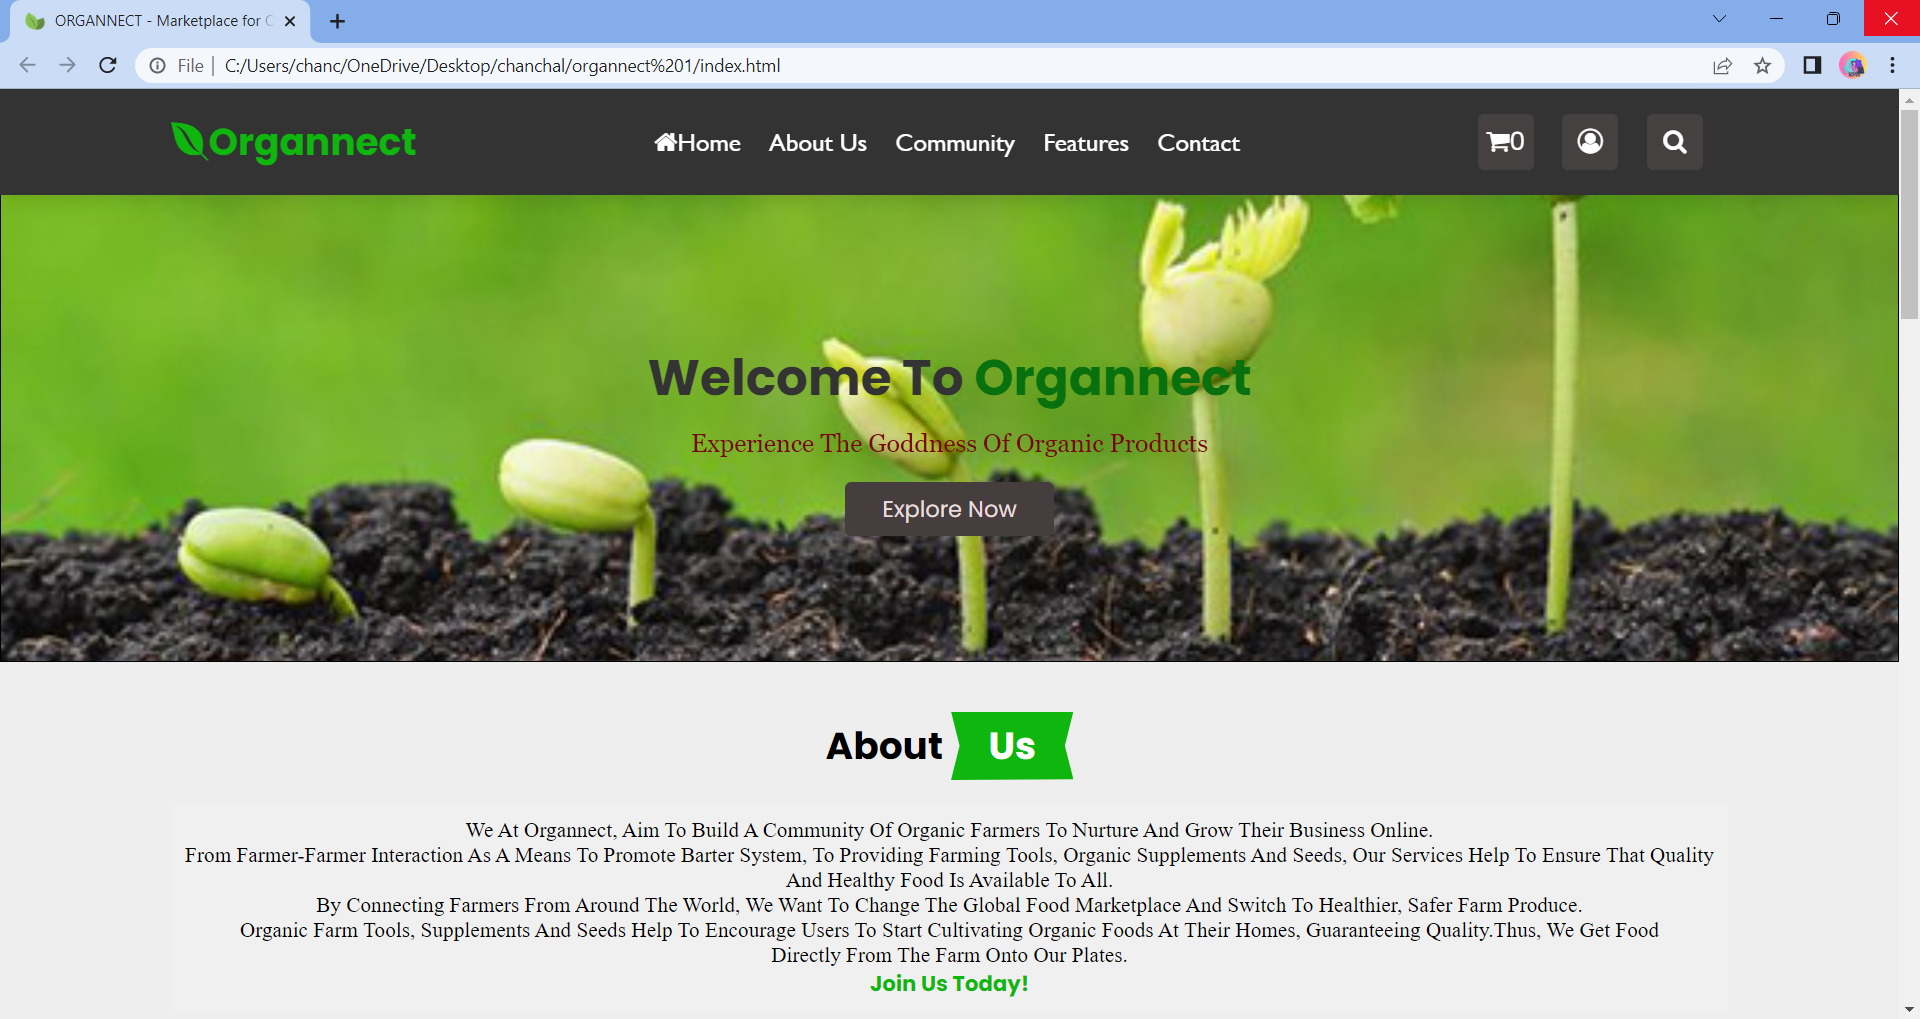 ORGANNECT - Marketplace for
File
C:/Users/chanc/OneDrive/Desktop/chanchal/organnect%201/index.html
Organnect
Home About Us Community Features Contact
0
Welcome To Organnect
Experience The Goddness Of Organic Products
Explore Now
About Us
We At Organnect, Aim To Build A Community Of Organic Farmers To Nurture And Grow Their Business Online.
From Farmer-Farmer Interaction As A Means To Promote Barter System, To Providing Farming Tools, Organic Supplements And Seeds, Our Services Help To Ensure That Quality
And Healthy Food Is Available To All.
By Connecting Farmers From Around The World, We Want To Change The Global Food Marketplace And Switch To Healthier, Safer Farm Produce.
Organic Farm Tools, Supplements And Seeds Help To Encourage Users To Start Cultivating Organic Foods At Their Homes, Guaranteeing Quality.Thus, We Get Food
Directly From The Farm Onto Our Plates.
Join Us Today!